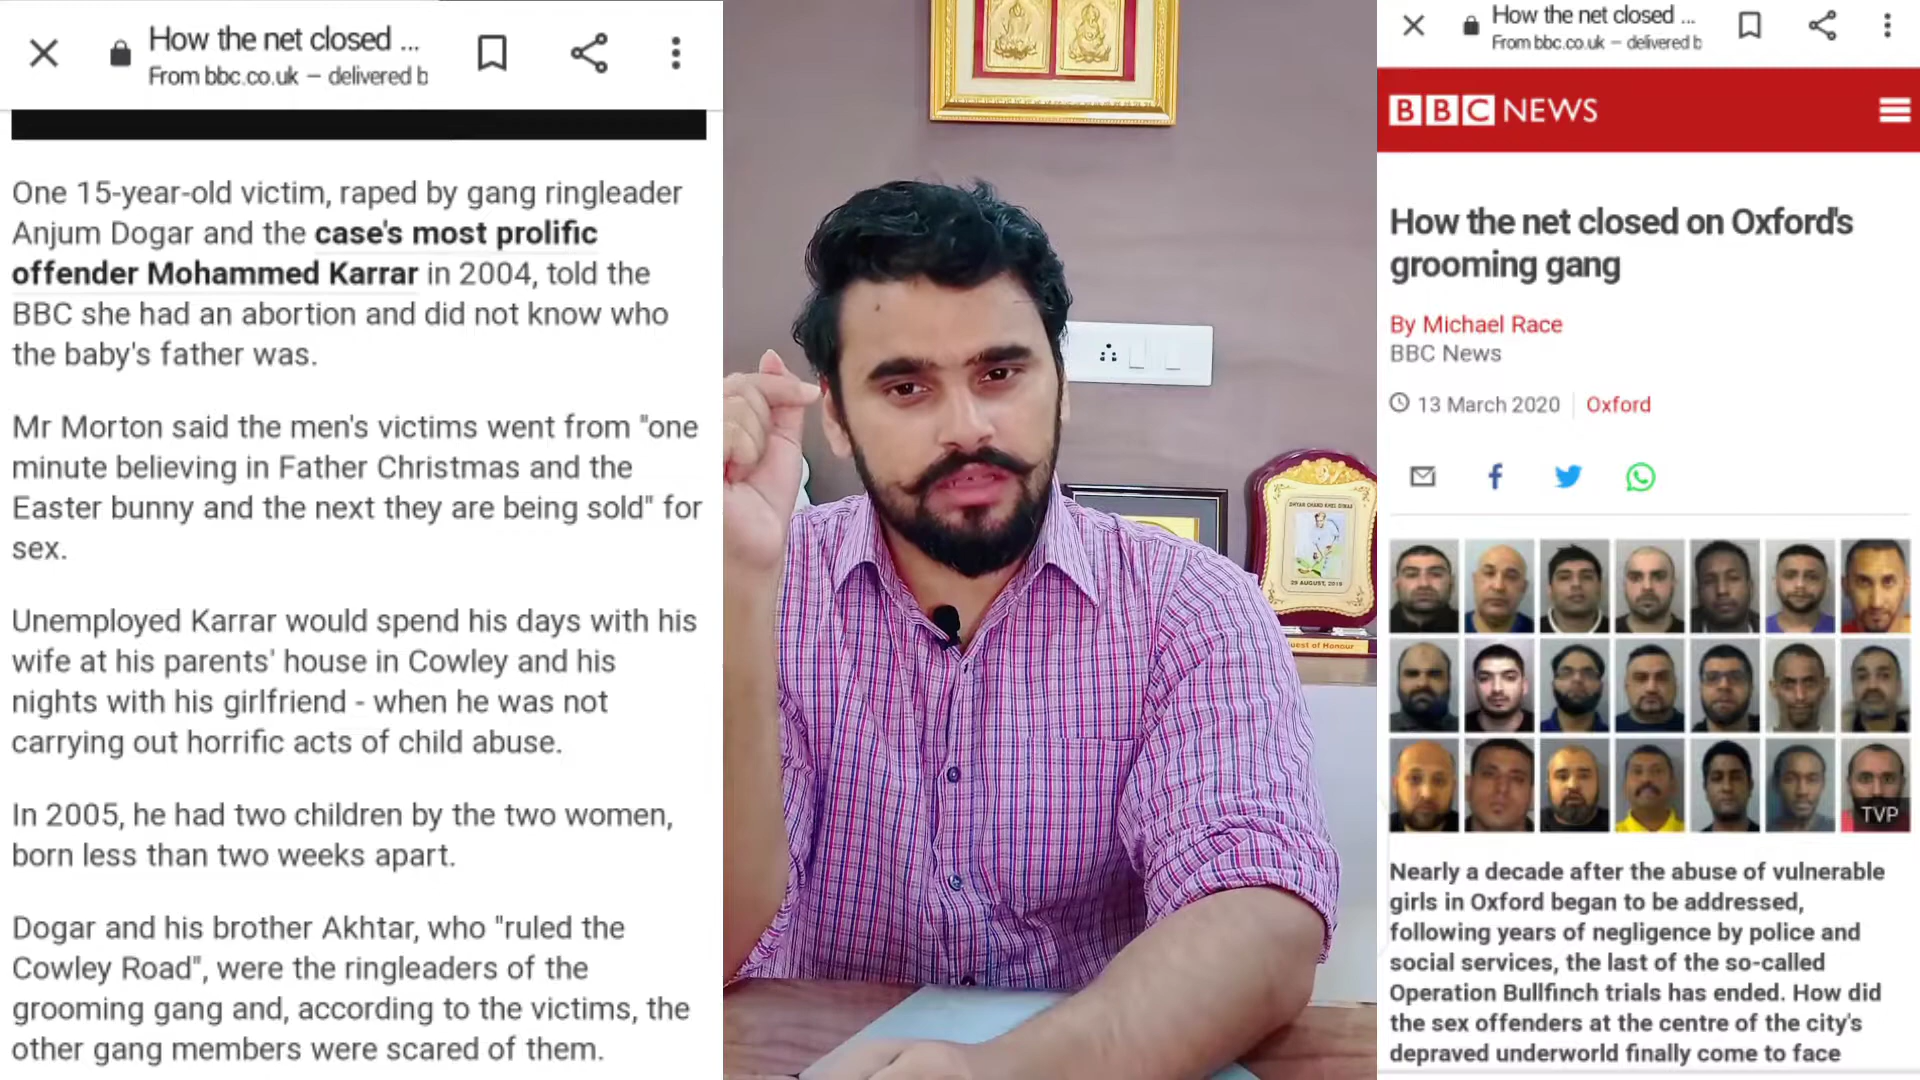 How the net closed ...
From bbc.co.uk – delivered b
One 15-year-old victim, raped by gang ringleader
Anjum Dogar and the case's most prolific
offender Mohammed Karrar in 2004, told the
BBC she had an abortion and did not know who
the baby's father was.
Mr Morton said the men's victims went from "one
minute believing in Father Christmas and the
Easter bunny and the next they are being sold" for
sex.
Unemployed Karrar would spend his days with his
wife at his parents' house in Cowley and his
nights with his girlfriend - when he was not
carrying out horrific acts of child abuse.
In 2005, he had two children by the two women,
born less than two weeks apart.
Dogar and his brother Akhtar, who "ruled the
Cowley Road", were the ringleaders of the
grooming gang and, according to the victims, the
other gang members were scared of them.
DHYAN CHAND KHEL DIWAS
29 AUGUST, 2019
uest of Honour
How the net closed ...
From bbc.co.uk – delivered b
BBC NEWS
How the net closed on Oxford's
grooming gang
By Michael Race
BBC News
13 March 2020 Oxford
TVP
Nearly a decade after the abuse of vulnerable
girls in Oxford began to be addressed,
following years of negligence by police and
social services, the last of the so-called
Operation Bullfinch trials has ended. How did
the sex offenders at the centre of the city's
depraved underworld finally come to face